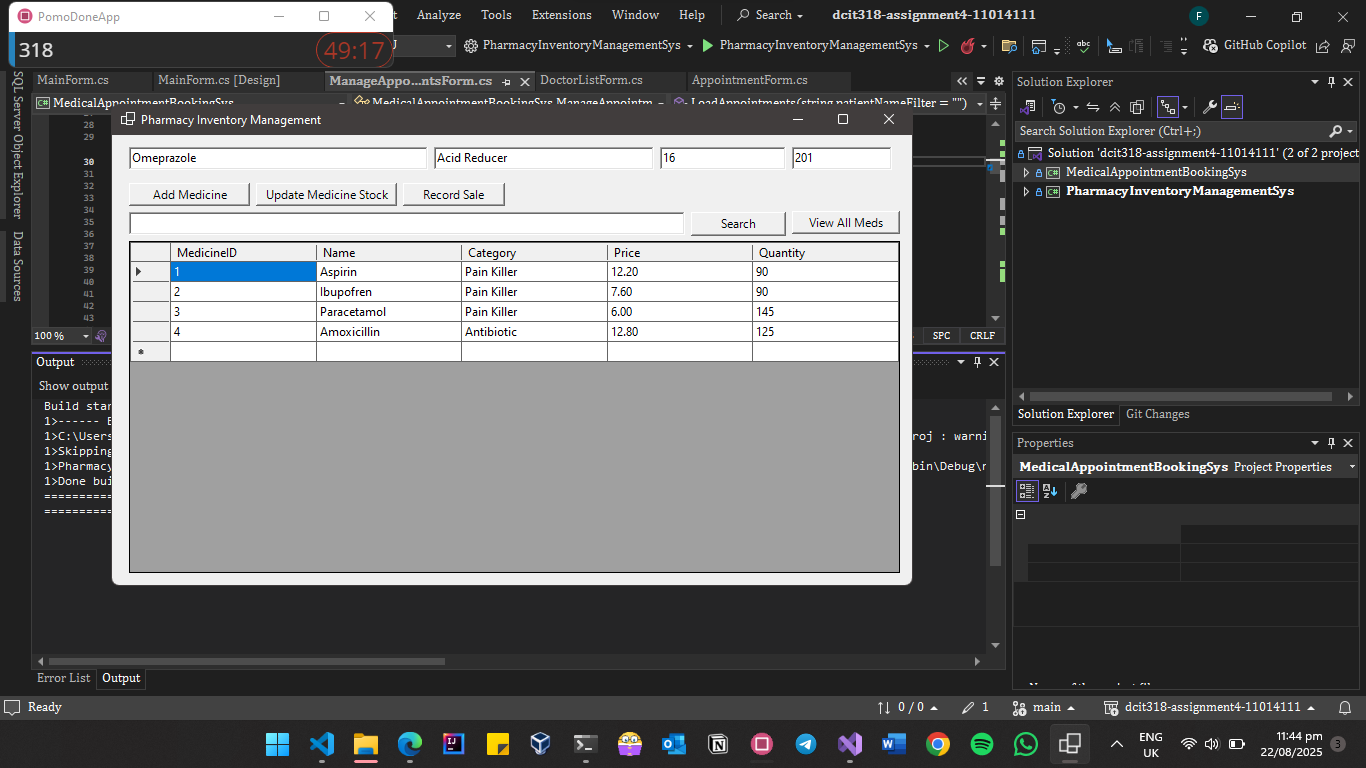 PomoDoneApp
318
49:17
Analyze Tools Extensions Window Help Search dcit318-assignment4-11014111 F
PharmacyInventoryManagementSys PharmacyInventoryManagementSys GitHub Copilot
MainForm.cs MainForm.cs [Design] ManageAppo...ntsForm.cs DoctorListForm.cs AppointmentForm.cs
MedicalAppointmentBookingSys MedicalAppointmentBookingSys.ManageAppointm LoadAppointments(string patientNameFilter = "")
SQL Server Object Explorer
Data Sources
28
29
30
31
32
33
34
35
36
37
38
39
40
41
42
43
100 % SPC CRLF
Pharmacy Inventory Management
Omeprazole Acid Reducer 16 201
Add Medicine Update Medicine Stock Record Sale
Search View All Meds
MedicineID Name Category Price Quantity
1 Aspirin Pain Killer 12.20 90
2 Ibupofren Pain Killer 7.60 90
3 Paracetamol Pain Killer 6.00 145
4 Amoxicillin Antibiotic 12.80 125
*
Output
Show output
Build star
1>------ B
1>C:\Users roj : warni
1>Skipping
1>Pharmacy bin\Debug\n
1>Done bui
==========
==========
Error List Output
Solution Explorer
Search Solution Explorer (Ctrl+;)
Solution 'dcit318-assignment4-11014111' (2 of 2 project
MedicalAppointmentBookingSys
PharmacyInventoryManagementSys
Solution Explorer Git Changes
Properties
MedicalAppointmentBookingSys Project Properties
Ready 0 / 0 1 main dcit318-assignment4-11014111
ENG
UK
11:44 pm
22/08/2025
3